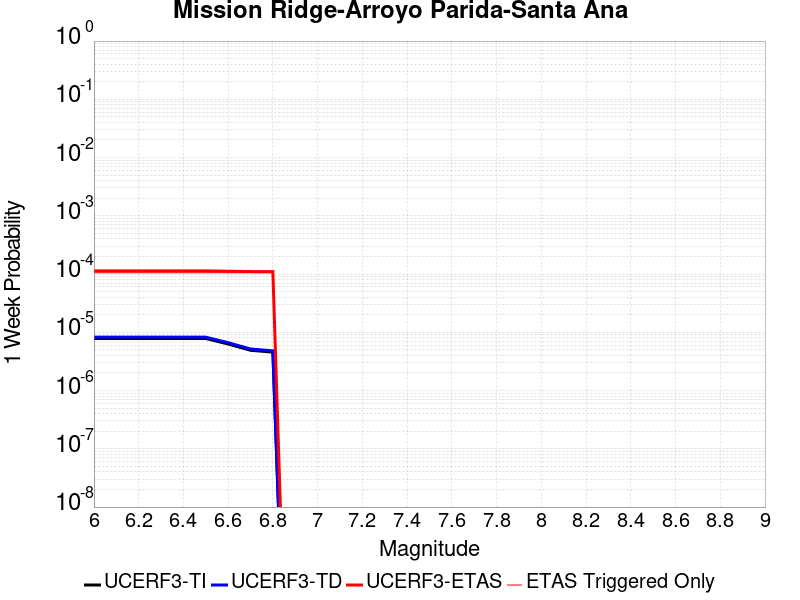 Mission Ridge-Arroyo Parida-Santa Ana
10^0
10^-1
10^-2
10^-3
10^-4
10^-5
10^-6
10^-7
10^-8
1 Week Probability
6 6.2 6.4 6.6 6.8 7 7.2 7.4 7.6 7.8 8 8.2 8.4 8.6 8.8 9
Magnitude
UCERF3-TI UCERF3-TD UCERF3-ETAS ETAS Triggered Only